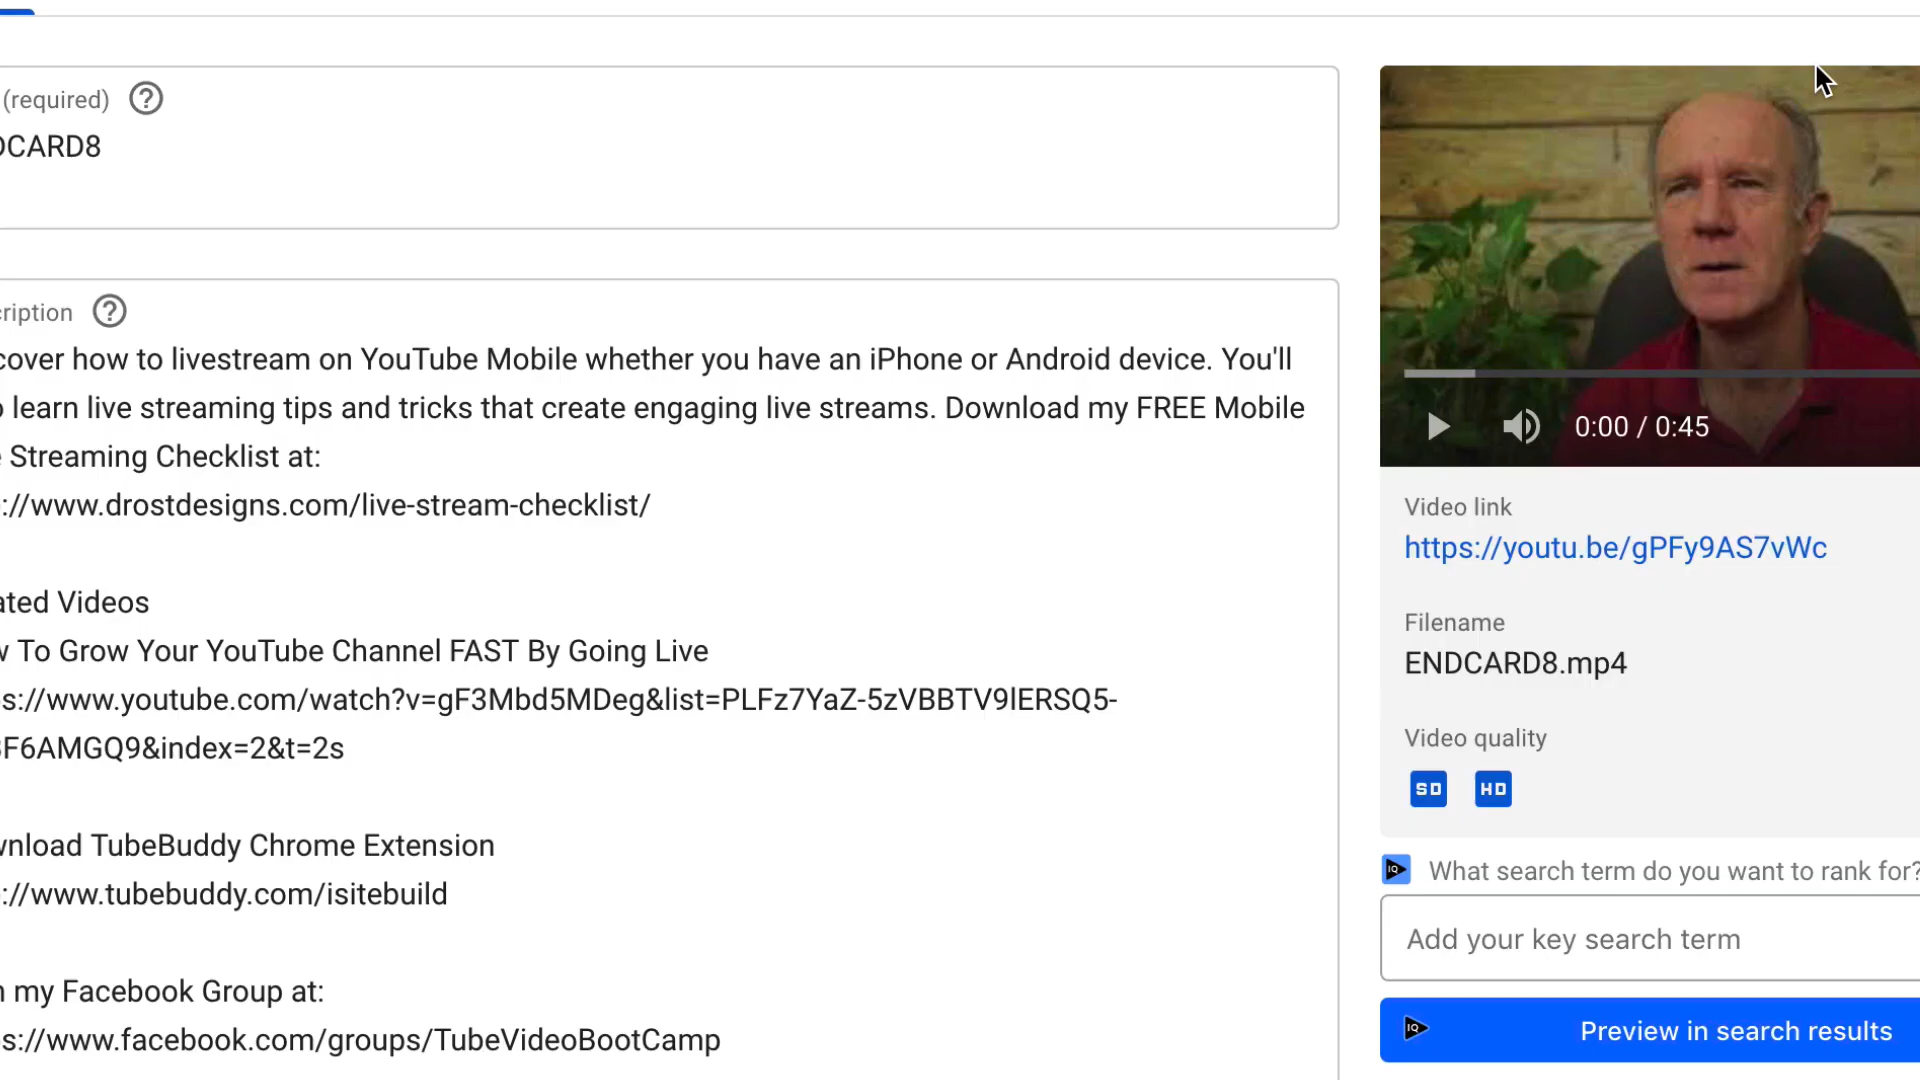 (required)
DCARD8
cription
cover how to livestream on YouTube Mobile whether you have an iPhone or Android device. You'll
learn live streaming tips and tricks that create engaging live streams. Download my FREE Mobile
e Streaming Checklist at:
://www.drostdesigns.com/live-stream-checklist/
ated Videos
w To Grow Your YouTube Channel FAST By Going Live
s://www.youtube.com/watch?v=gF3Mbd5MDeg&list=PLFz7YaZ-5zVBBTV9lERSQ5-
F6AMGQ9&index=2&t=2s
wnload TubeBuddy Chrome Extension
://www.tubebuddy.com/isitebuild
n my Facebook Group at:
s://www.facebook.com/groups/TubeVideoBootCamp
0:00 / 0:45
Video link
https://youtu.be/gPFy9AS7vWc
Filename
ENDCARD8.mp4
Video quality
SD HD
IQ What search term do you want to rank for?
Add your key search term
IQ Preview in search results